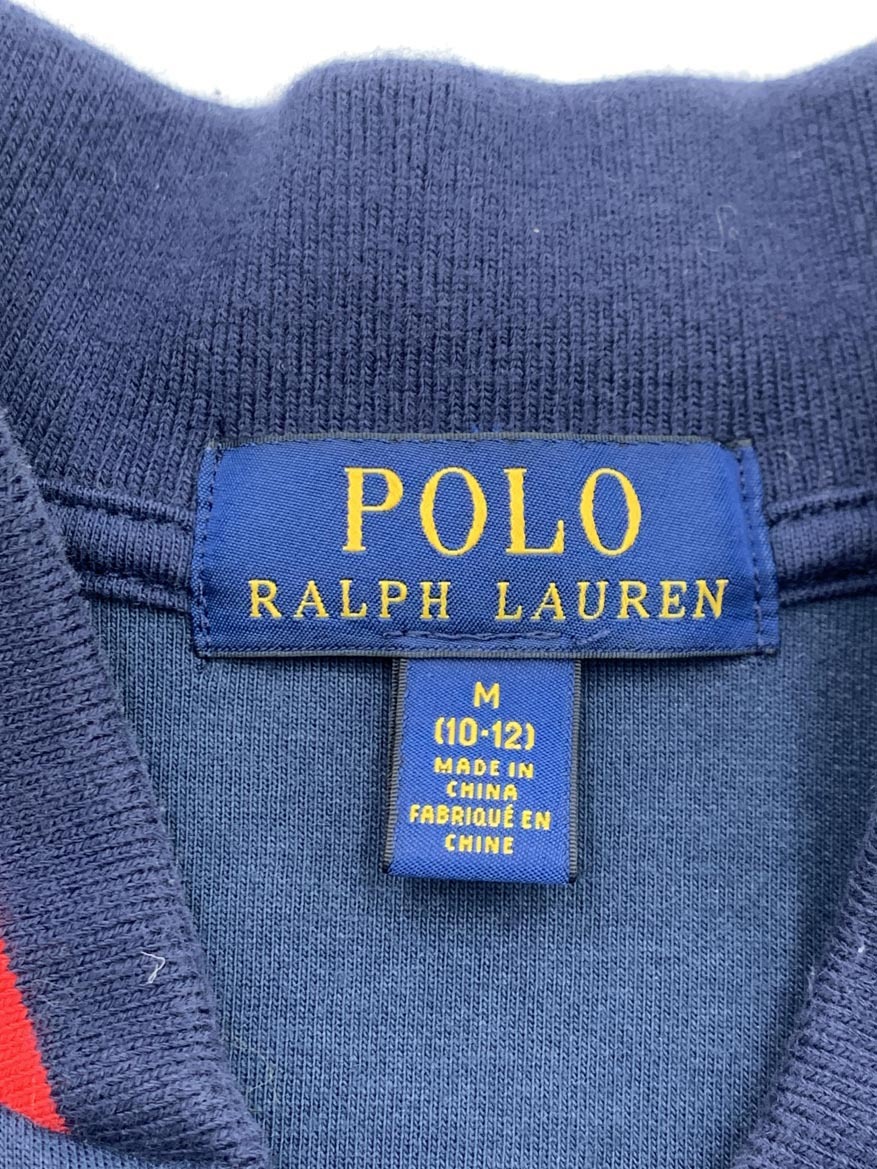 POLO
RALPH LAUREN
M
(10-12)
MADE IN
CHINA
FABRIQUÉ EN
CHINE